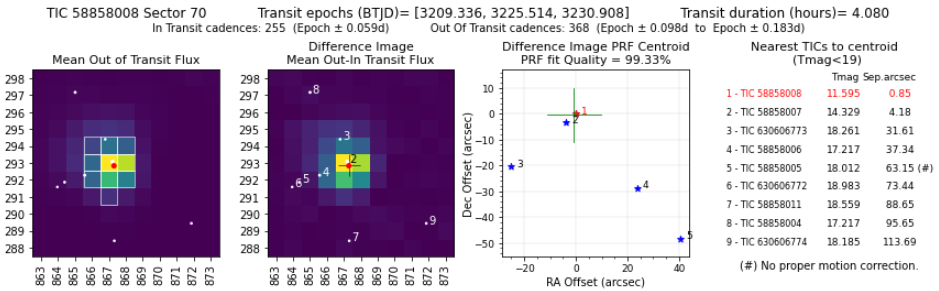 TIC 58858008 Sector 70 Transit epochs (BTJD)= [3209.336, 3225.514, 3230.908] Transit duration (hours)= 4.080
In Transit cadences: 255 (Epoch ± 0.059d) Out Of Transit cadences: 368 (Epoch ± 0.098d to Epoch ± 0.183d)
Mean Out of Transit Flux
298
297
296
295
294
293
292
291
290
289
288
863 864 865 866 867 868 869 870 871 872 873
Difference Image
Mean Out-In Transit Flux
298
297
296
295
294
293
292
291
290
289
288
8
3
2
4
5
6
9
7
863 864 865 866 867 868 869 870 871 872 873
Difference Image PRF Centroid
PRF fit Quality = 99.33%
Dec Offset (arcsec)
10
0
−10
−20
−30
−40
−50
1
2
3
4
5
−20 0 20 40
RA Offset (arcsec)
Nearest TICs to centroid
(Tmag<19)
Tmag Sep.arcsec
1 - TIC 58858008 11.595 0.85
2 - TIC 58858007 14.329 4.18
3 - TIC 630606773 18.261 31.61
4 - TIC 58858006 17.217 37.34
5 - TIC 58858005 18.012 63.15 (#)
6 - TIC 630606772 18.983 73.44
7 - TIC 58858011 18.559 88.65
8 - TIC 58858004 17.217 95.65
9 - TIC 630606774 18.185 113.69
(#) No proper motion correction.